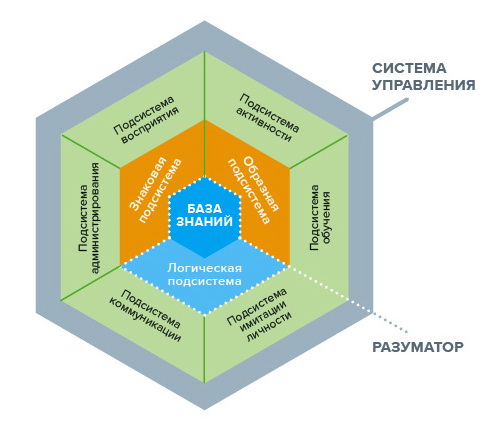 СИСТЕМА
УПРАВЛЕНИЯ
Подсистема
восприятия
Подсистема
активности
Знаковая
подсистема
Образная
подсистема
Подсистема
администрирования
БАЗА
ЗНАНИЙ
Подсистема
обучения
Логическая
подсистема
Подсистема
коммуникации
Подсистема
имитации
личности
РАЗУМАТОР